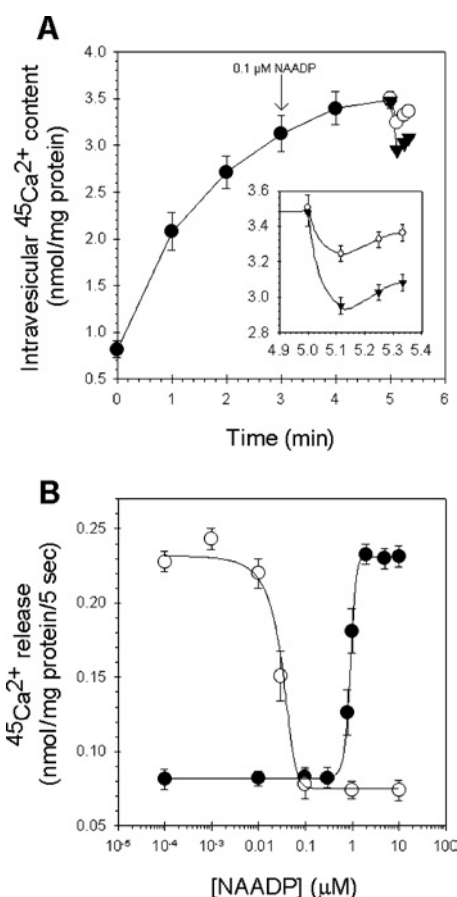 A
0.1 μM NAADP
Intravesicular ⁴⁵Ca²⁺ content
(nmol/mg protein)
4.0
3.5
3.0
2.5
2.0
1.5
1.0
0.5
3.6
3.4
3.2
3.0
2.8
4.9 5.0 5.1 5.2 5.3 5.4
0 1 2 3 4 5 6
Time (min)
B
⁴⁵Ca²⁺ release
(nmol/mg protein/5 sec)
0.25
0.20
0.15
0.10
0.05
10⁻⁵ 10⁻⁴ 10⁻³ 0.01 0.1 1 10 100
[NAADP] (μM)